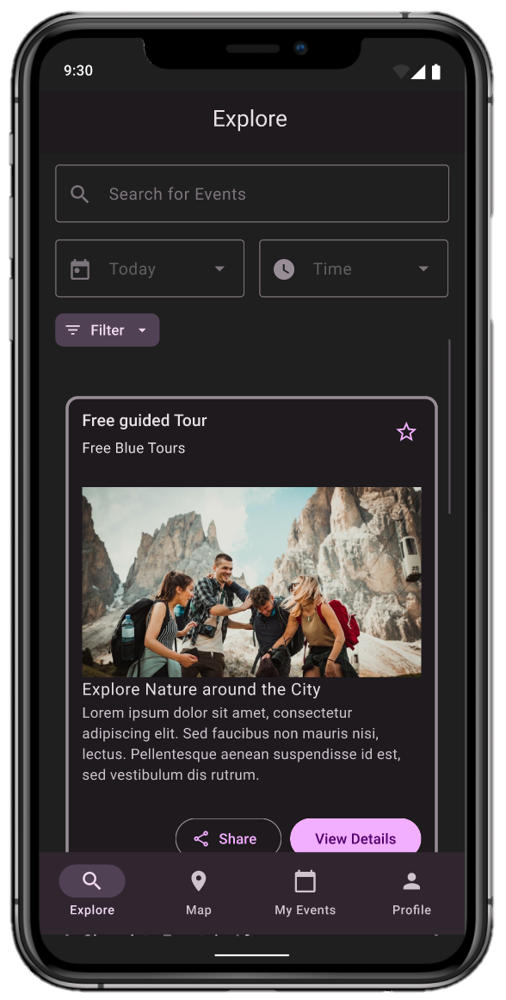 9:30
Explore
Search for Events
Today
Time
Filter
Free guided Tour
Free Blue Tours
Explore Nature around the City
Lorem ipsum dolor sit amet, consectetur
adipiscing elit. Sed faucibus non mauris nisi,
lectus. Pellentesque aenean suspendisse id est,
sed vestibulum dis rutrum.
Share
View Details
Explore
Map
My Events
Profile